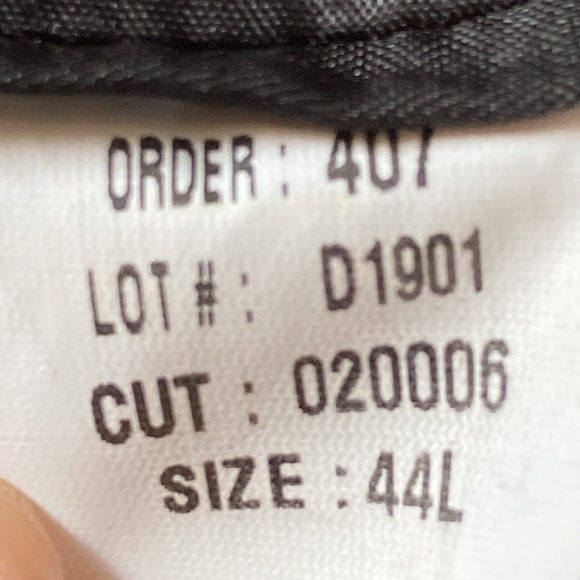 ORDER : 407
LOT # : D1901
CUT : 020006
SIZE : 44L